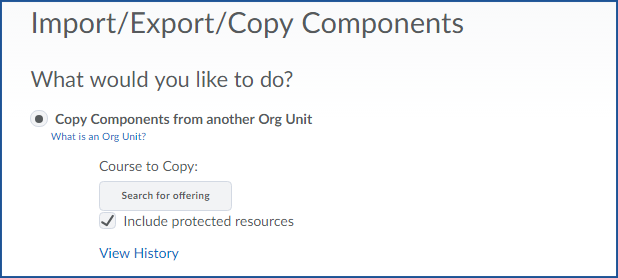 Import/Export/Copy Components
What would you like to do?
Copy Components from another Org Unit
What is an Org Unit?
Course to Copy:
Search for offering
Include protected resources
View History